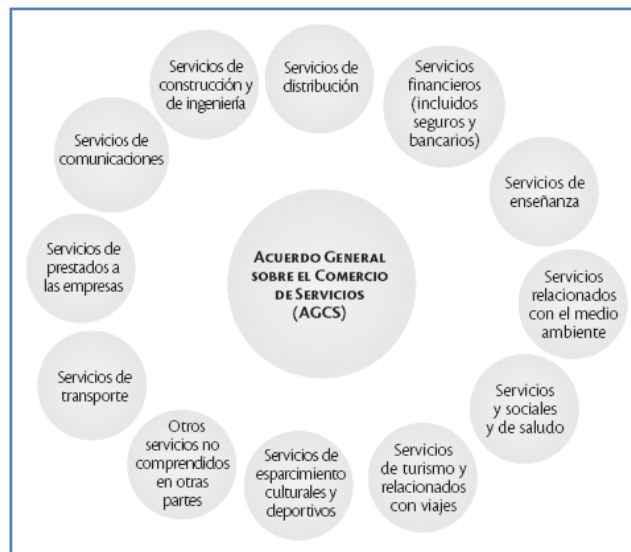 Servicios de
construcción y
de ingeniería
Servicios de
distribución
Servicios
financieros
(incluidos
seguros y
bancarios)
Servicios de
comunicaciones
Servicios de
enseñanza
Servicios de
prestados a
las empresas
ACUERDO GENERAL
SOBRE EL COMERCIO
DE SERVICIOS
(AGCS)
Servicios
relacionados
con el medio
ambiente
Servicios de
transporte
Servicios
y sociales
y de saludo
Otros
servicios no
comprendidos
en otras
partes
Servicios de
esparcimiento
culturales y
deportivos
Servicios
de turismo y
relacionados
con viajes